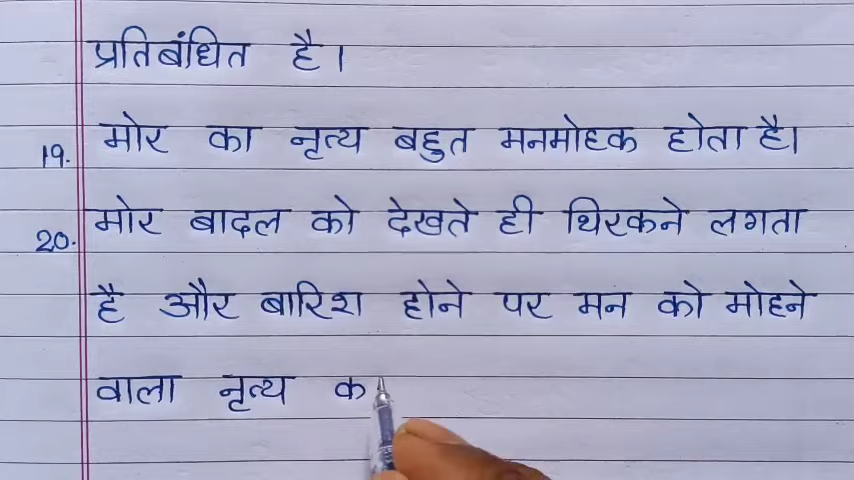 प्रतिबंधित है।
19. मोर का नृत्य बहुत मनमोहक होता है।
20. मोर बादल को देखते ही थिरकने लगता
है और बारिश होने पर मन को मोहने
वाला नृत्य क